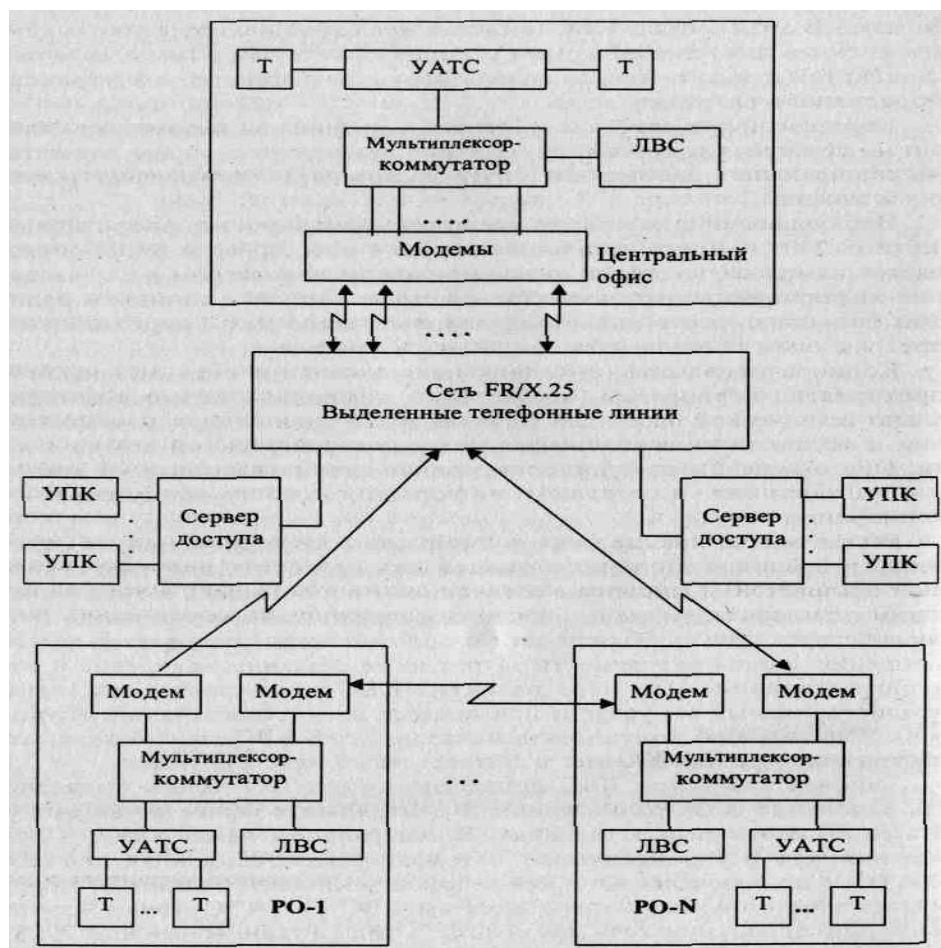 Т
УАТС
Т
Мультиплексор-
коммутатор
ЛВС
....
Модемы
Центральный
офис
Сеть FR/X.25
Выделенные телефонные линии
УПК
УПК
Сервер
доступа
Сервер
доступа
УПК
УПК
Модем
Модем
Мультиплексор-
коммутатор
УАТС
ЛВС
Т ... Т
РО-1
...
Модем
Модем
Мультиплексор-
коммутатор
ЛВС
УАТС
РО-N
Т ... Т